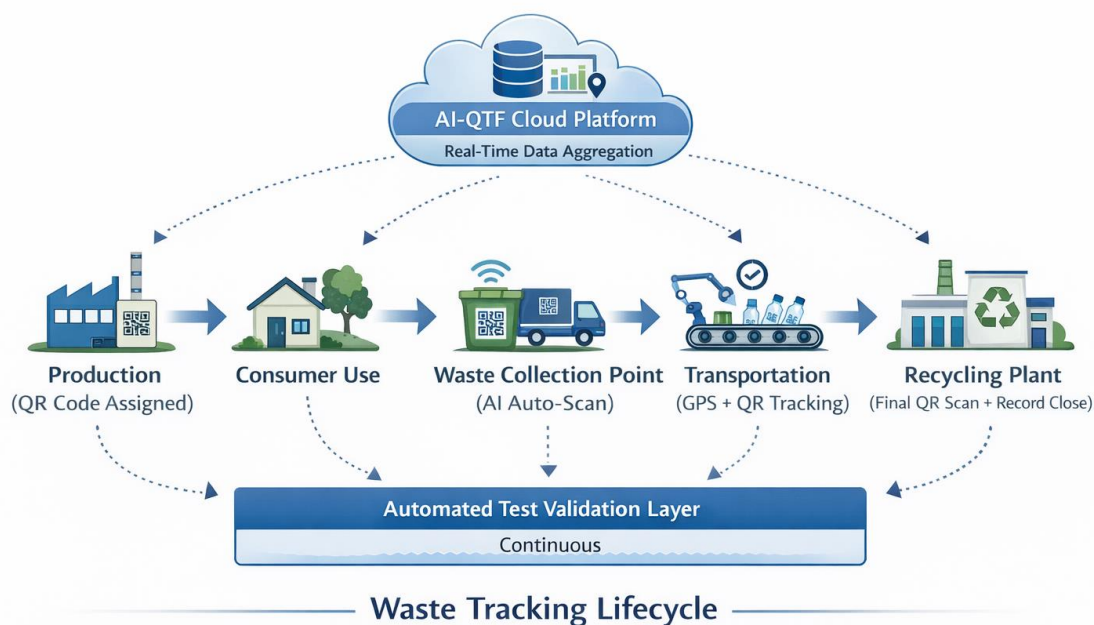 AI-QTF Cloud Platform
Real-Time Data Aggregation
Production
(QR Code Assigned)
Consumer Use
Waste Collection Point
(AI Auto-Scan)
Transportation
(GPS + QR Tracking)
Recycling Plant
(Final QR Scan + Record Close)
Automated Test Validation Layer
Continuous
Waste Tracking Lifecycle